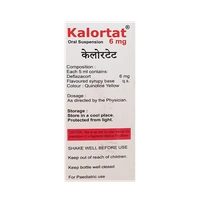 Kalortat®
Oral Suspension 6 mg
केलोरटेट
Composition :
Each 5 ml contains:
Deflazacort 6 mg
Flavoured syrupy base q.s.
Colour : Quinoline Yellow
Dosage :
As directed by the Physician.
Storage :
Store in a cool place.
Protected from light.
SHAKE WELL BEFORE USE
Keep out of reach of children.
Keep bottle well closed
For Paediatric use